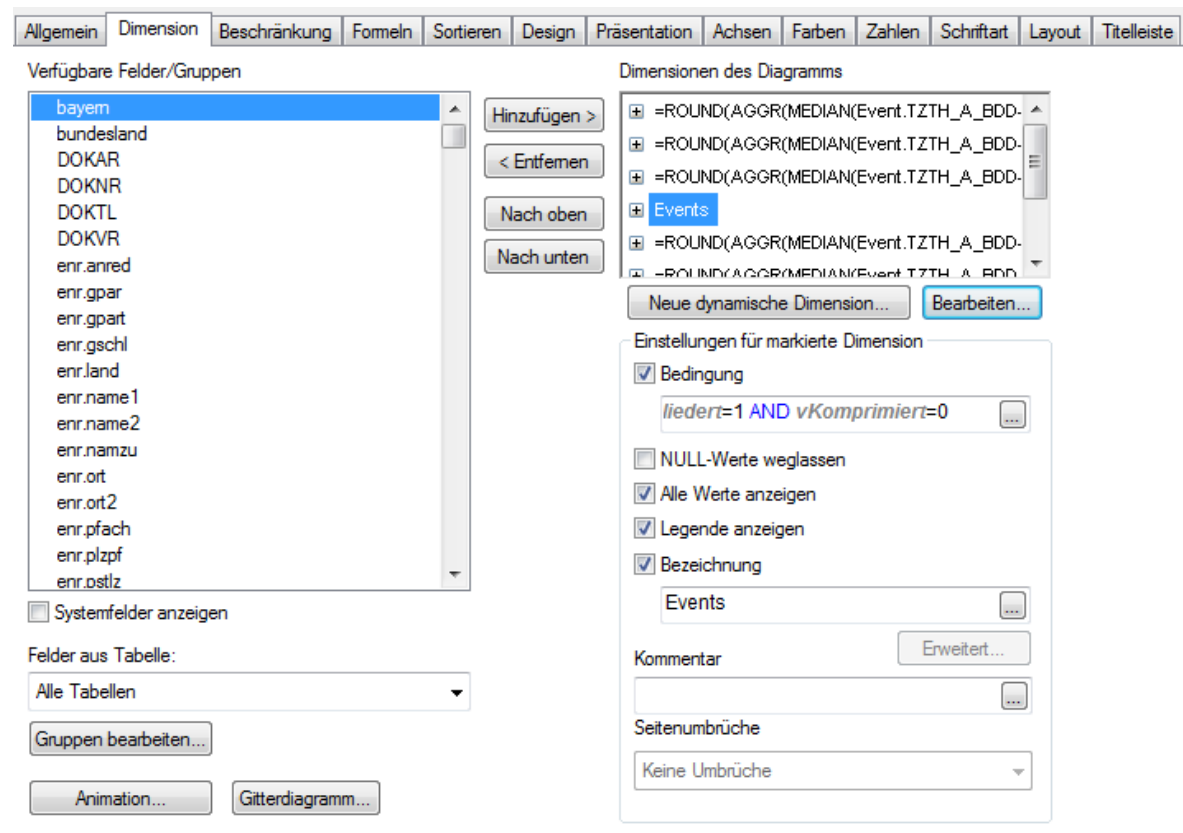 Allgemein Dimension Beschränkung Formeln Sortieren Design Präsentation Achsen Farben Zahlen Schriftart Layout Titelleiste
Verfügbare Felder/Gruppen
bayern
bundesland
DOKAR
DOKNR
DOKTL
DOKVR
enr.anred
enr.gpar
enr.gpart
enr.gschl
enr.land
enr.name1
enr.name2
enr.namzu
enr.ort
enr.ort2
enr.pfach
enr.plzpf
enr.pstlz
Systemfelder anzeigen
Felder aus Tabelle:
Alle Tabellen
Gruppen bearbeiten...
Animation...
Gitterdiagramm...
Hinzufügen >
< Entfernen
Nach oben
Nach unten
Dimensionen des Diagramms
=ROUND(AGGR(MEDIAN(Event.TZTH_A_BDD-
=ROUND(AGGR(MEDIAN(Event.TZTH_A_BDD-
=ROUND(AGGR(MEDIAN(Event.TZTH_A_BDD-
Events
=ROUND(AGGR(MEDIAN(Event.TZTH_A_BDD-
=ROUND(AGGR(MEDIAN(Event.TZTH_A_BDD
Neue dynamische Dimension...
Bearbeiten...
Einstellungen für markierte Dimension
Bedingung
liedert=1 AND vKomprimiert=0
...
NULL-Werte weglassen
Alle Werte anzeigen
Legende anzeigen
Bezeichnung
Events
...
Erweitert...
Kommentar
...
Seitenumbrüche
Keine Umbrüche